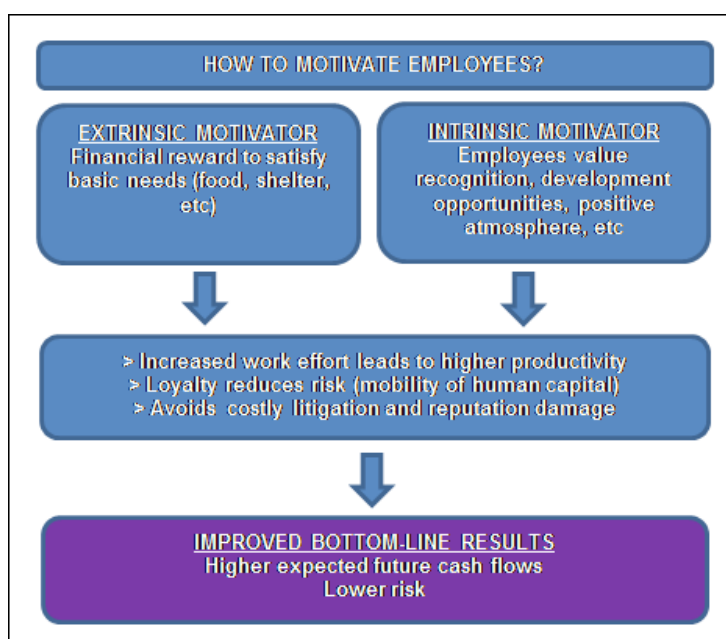 HOW TO MOTIVATE EMPLOYEES?
EXTRINSIC MOTIVATOR
Financial reward to satisfy
basic needs (food, shelter,
etc)
INTRINSIC MOTIVATOR
Employees value
recognition, development
opportunities, positive
atmosphere, etc
> Increased work effort leads to higher productivity
> Loyalty reduces risk (mobility of human capital)
> Avoids costly litigation and reputation damage
IMPROVED BOTTOM-LINE RESULTS
Higher expected future cash flows
Lower risk